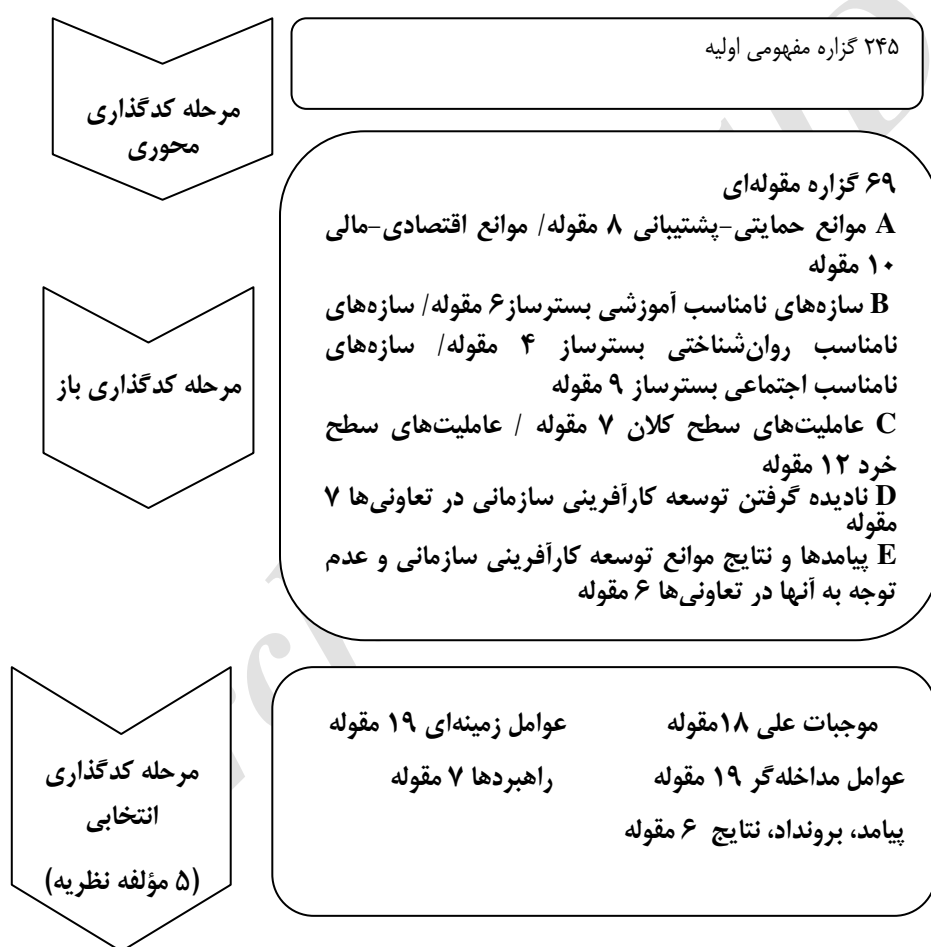 ۲۴۵ گزاره مفهومی اولیه
مرحله کدگذاری
محوری
۶۹ گزاره مقوله‌ای
A موانع حمایتی-پشتیبانی ۸ مقوله/ موانع اقتصادی-مالی
۱۰ مقوله
B سازه‌های نامناسب آموزشی بسترساز۶ مقوله/ سازه‌های
نامناسب روان‌شناختی بسترساز ۴ مقوله/ سازه‌های
نامناسب اجتماعی بسترساز ۹ مقوله
C عاملیت‌های سطح کلان ۷ مقوله / عاملیت‌های سطح
خرد ۱۲ مقوله
D نادیده گرفتن توسعه کارآفرینی سازمانی در تعاونی‌ها ۷
مقوله
E پیامدها و نتایج موانع توسعه کارآفرینی سازمانی و عدم
توجه به آنها در تعاونی‌ها ۶ مقوله
مرحله کدگذاری باز
موجبات علی ۱۸مقوله عوامل زمینه‌ای ۱۹ مقوله
عوامل مداخله‌گر ۱۹ مقوله راهبردها ۷ مقوله
پیامد، برونداد، نتایج ۶ مقوله
مرحله کدگذاری
انتخابی
(۵ مؤلفه نظریه)